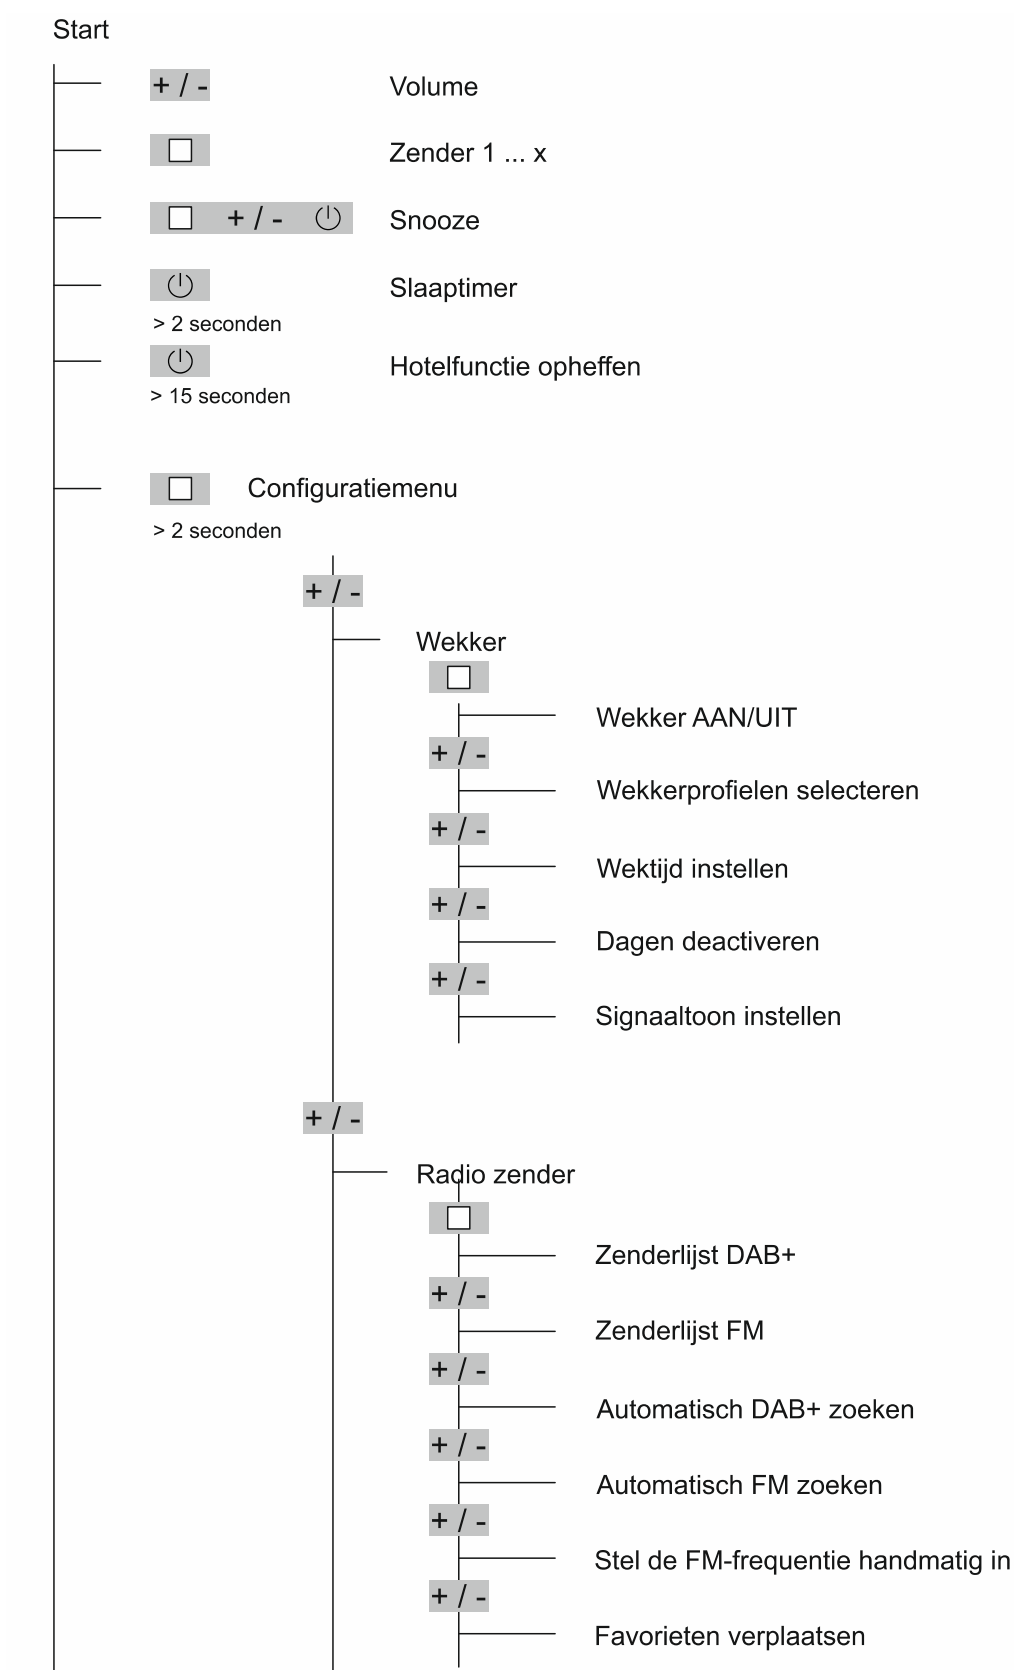 Start
+ / - Volume
Zender 1 ... x
+ / - Snooze
Slaaptimer
> 2 seconden
Hotelfunctie opheffen
> 15 seconden
Configuratiemenu
> 2 seconden
+ / -
Wekker
Wekker AAN/UIT
+ / -
Wekkerprofielen selecteren
+ / -
Wektijd instellen
+ / -
Dagen deactiveren
+ / -
Signaaltoon instellen
+ / -
Radio zender
Zenderlijst DAB+
+ / -
Zenderlijst FM
+ / -
Automatisch DAB+ zoeken
+ / -
Automatisch FM zoeken
+ / -
Stel de FM-frequentie handmatig in
+ / -
Favorieten verplaatsen